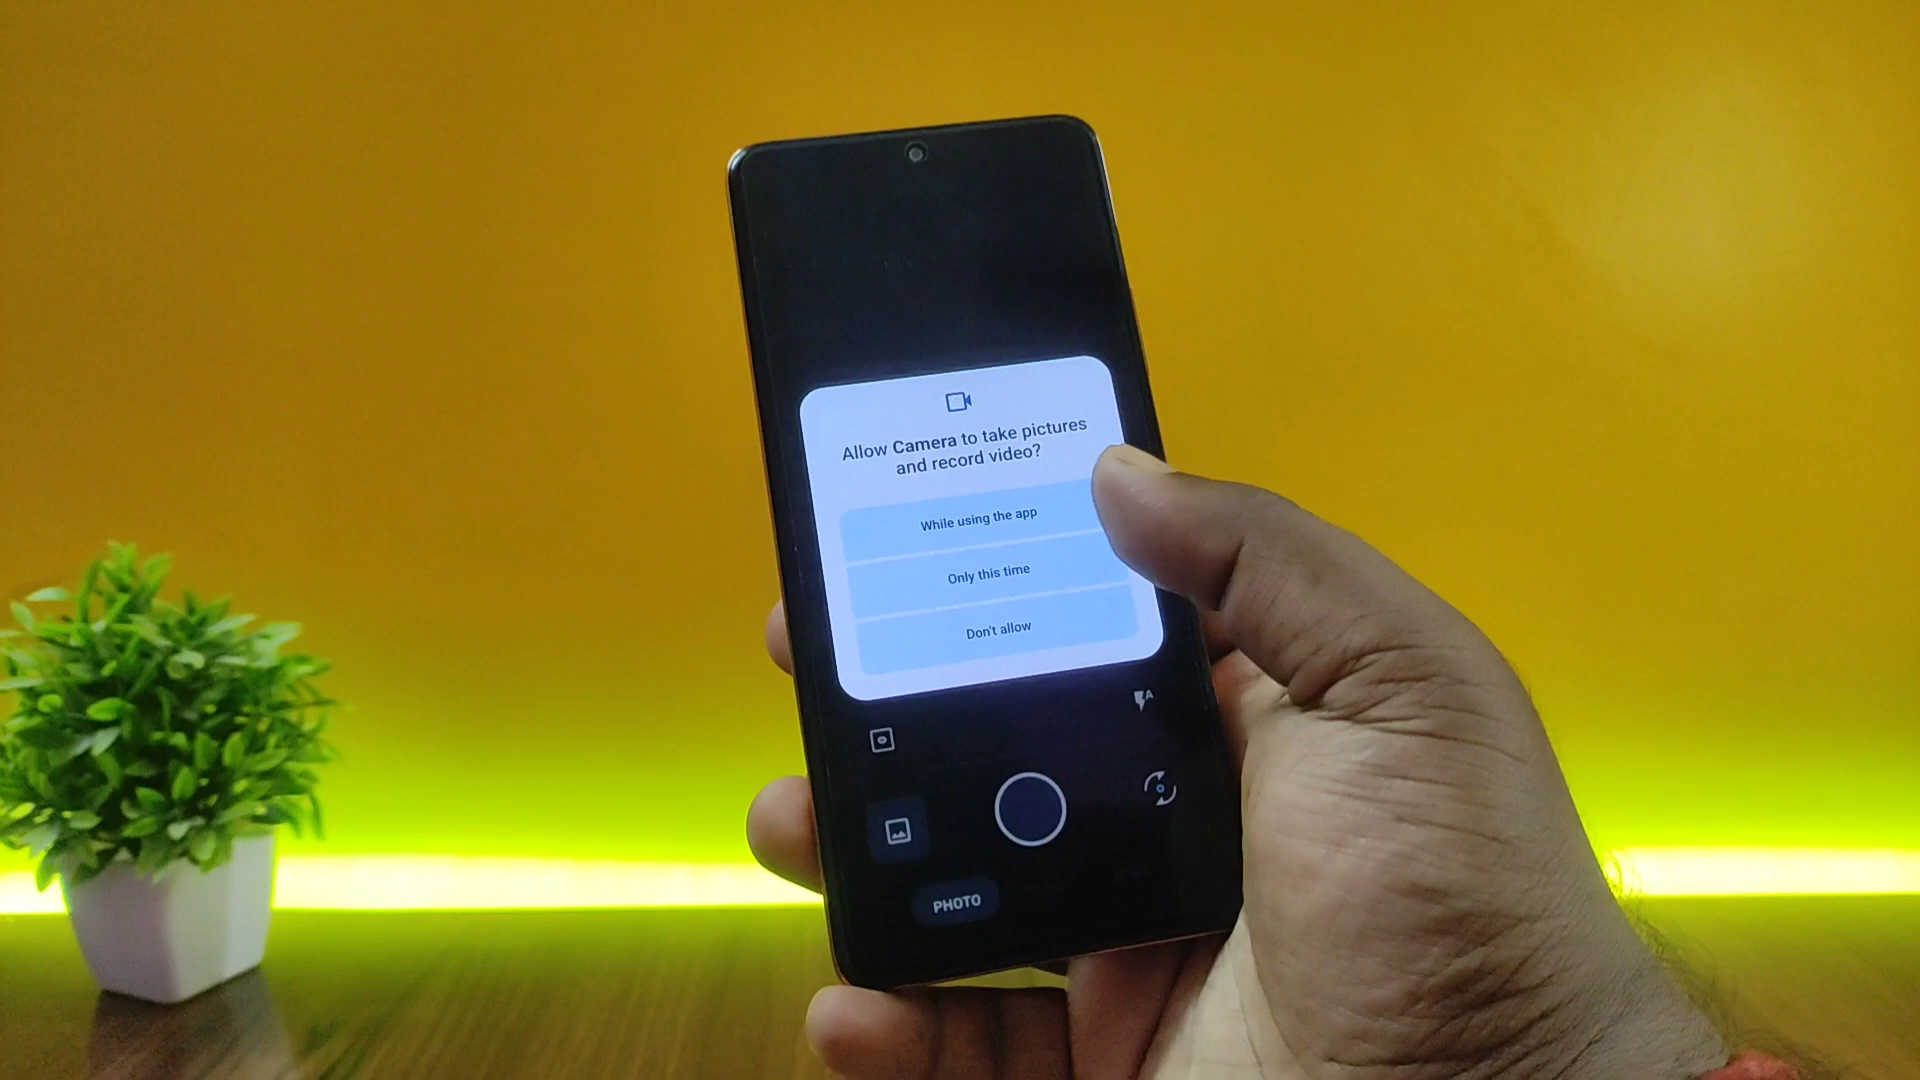 Allow Camera to take pictures
and record video?
While using the app
Only this time
Don't allow
A
PHOTO